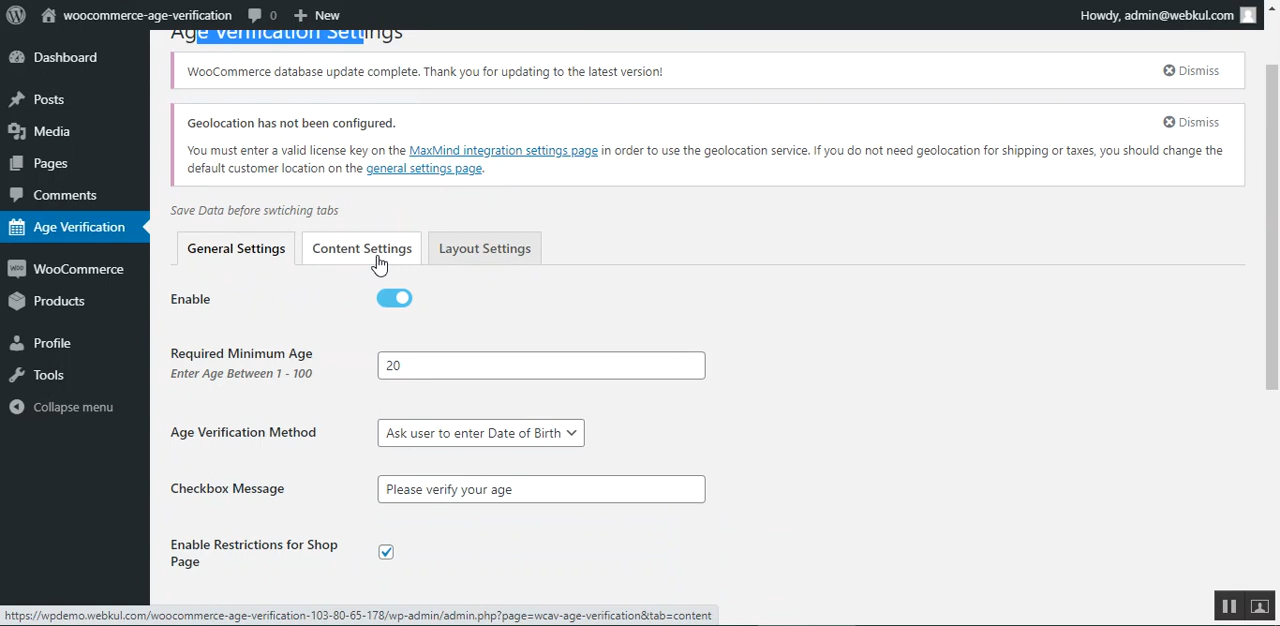 woocommerce-age-verification 0 New Howdy, admin@webkul.com
Age Verification Settings
Dashboard
Posts
Media
Pages
Comments
Age Verification
WooCommerce
Products
Profile
Tools
Collapse menu
WooCommerce database update complete. Thank you for updating to the latest version! Dismiss
Geolocation has not been configured. Dismiss
You must enter a valid license key on the MaxMind integration settings page in order to use the geolocation service. If you do not need geolocation for shipping or taxes, you should change the
default customer location on the general settings page.
Save Data before swtiching tabs
General Settings Content Settings Layout Settings
Enable
Required Minimum Age
Enter Age Between 1 - 100
20
Age Verification Method Ask user to enter Date of Birth
Checkbox Message Please verify your age
Enable Restrictions for Shop
Page
https://wpdemo.webkul.com/woocommerce-age-verification-103-80-65-178/wp-admin/admin.php?page=wcav-age-verification&tab=content